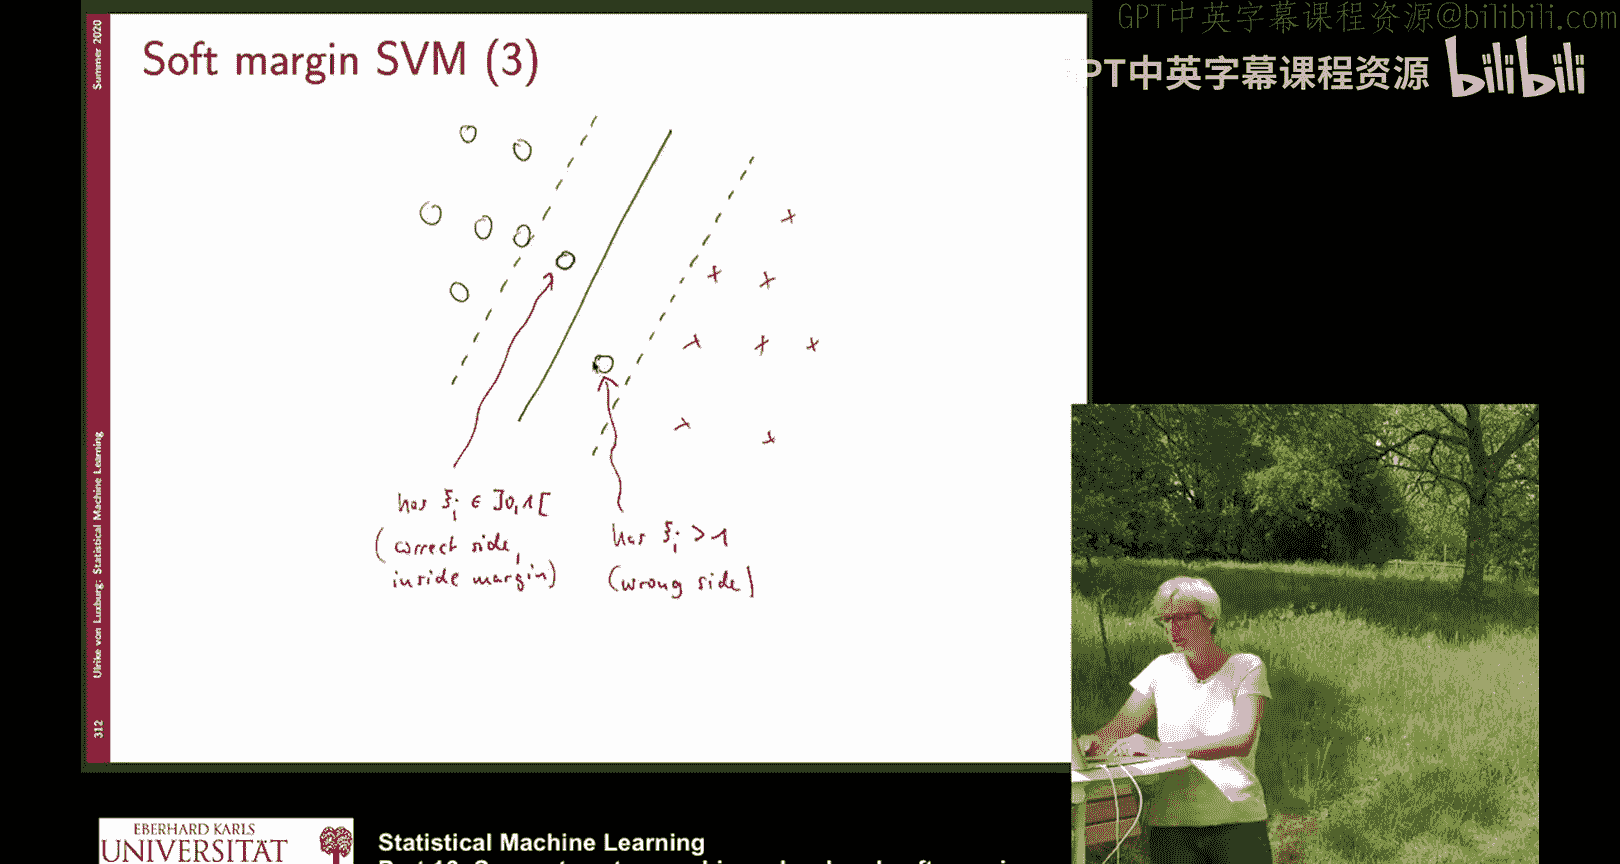 GPT中英字幕课程资源@bilibili.com
PT中英字幕课程资源 bilibili
Summer 2020
Soft margin SVM (3)
has ξi ∈ ]0,1[
(correct side,
inside margin)
has ξi > 1
(wrong side)
Ulrike von Luxburg: Statistical Machine Learning
312
EBERHARD KARLS
UNIVERSITÄT
Statistical Machine Learning